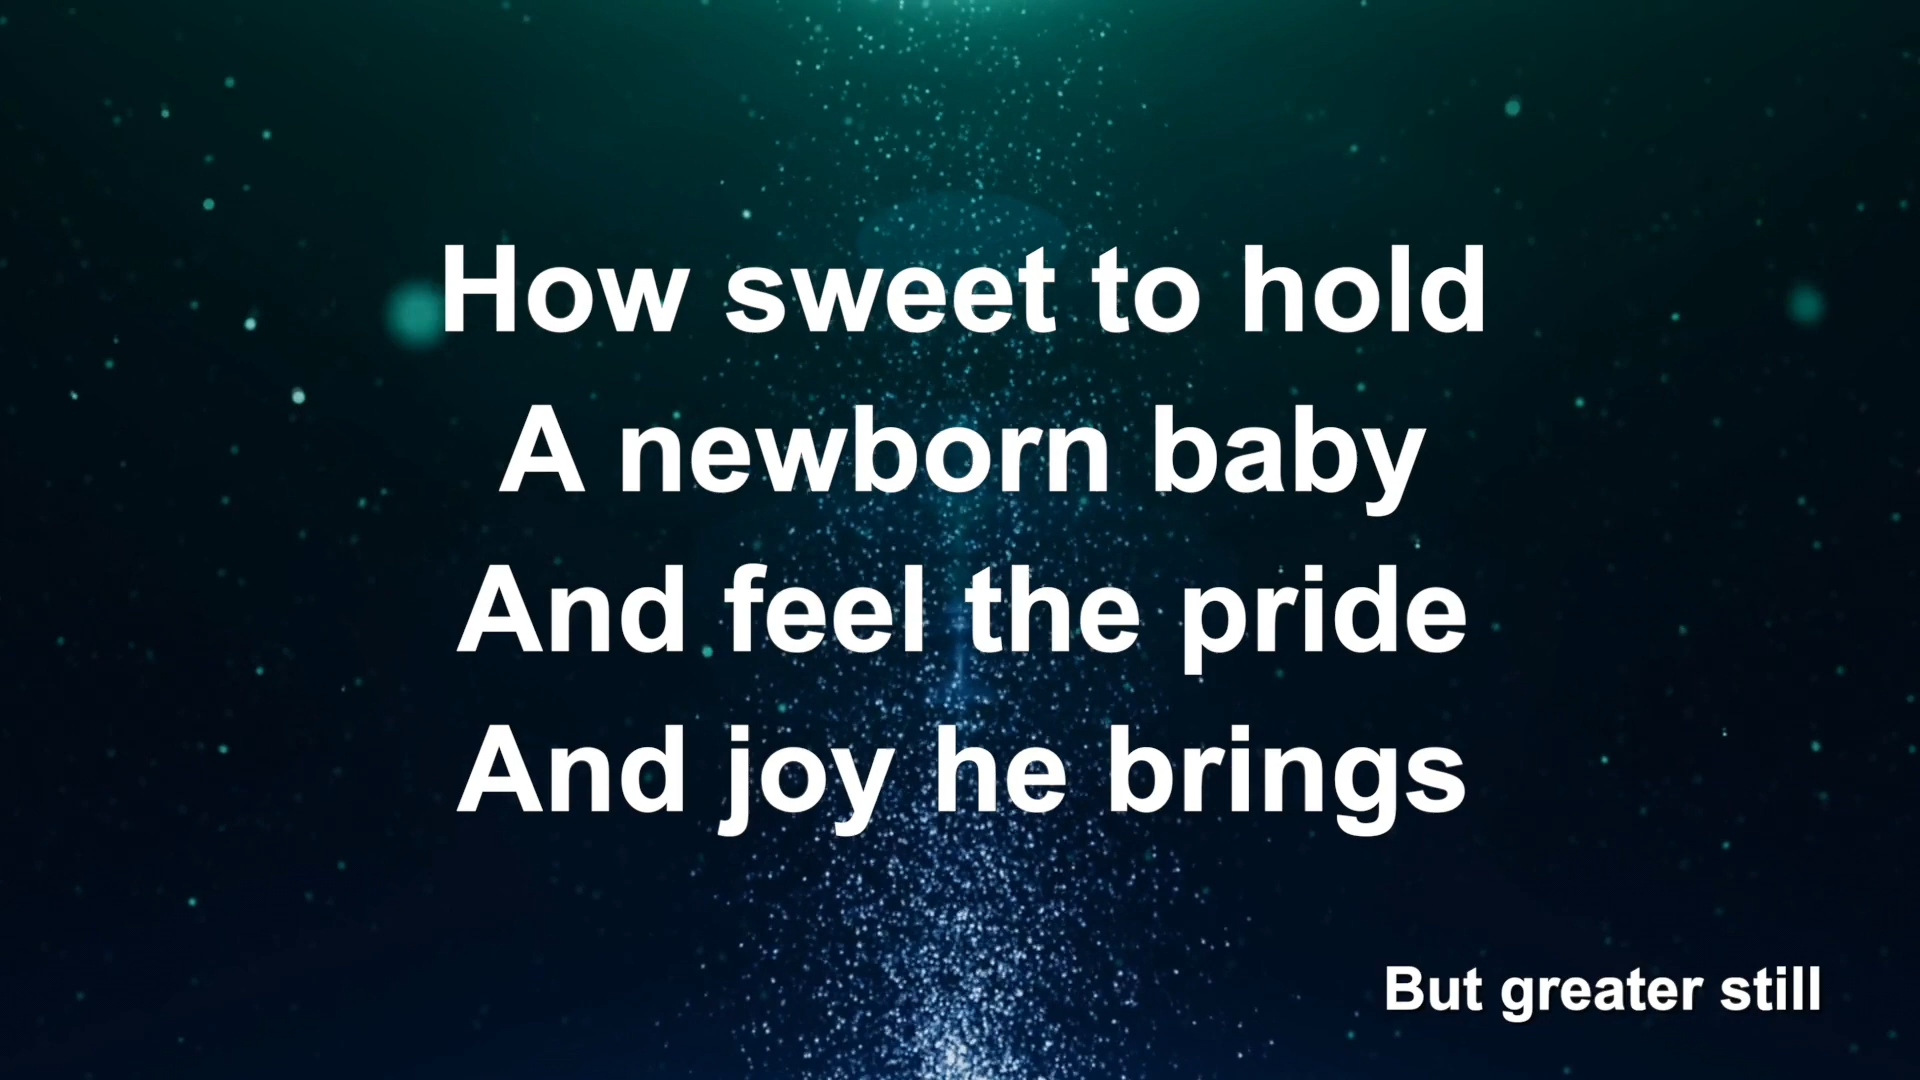 How sweet to hold
A newborn baby
And feel the pride
And joy he brings
But greater still